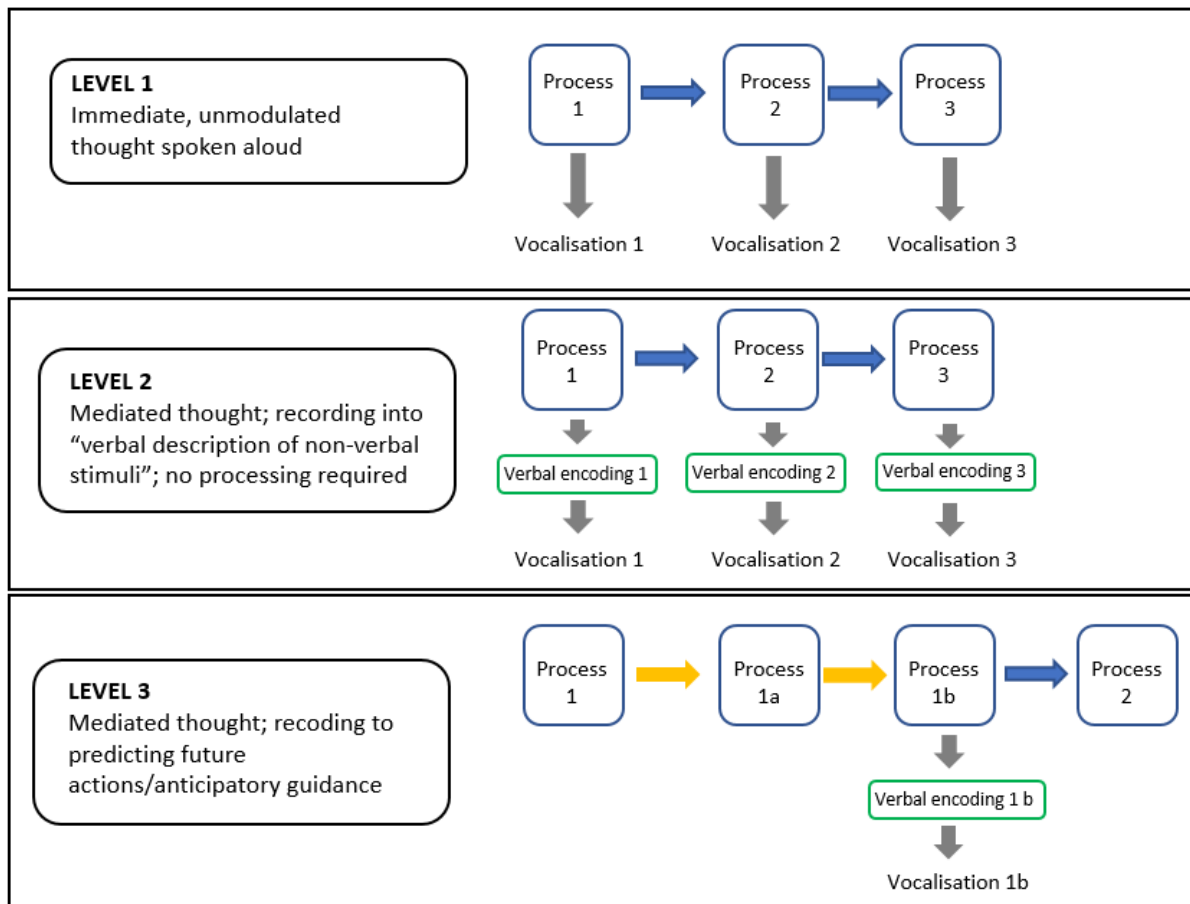 LEVEL 1
Immediate, unmodulated
thought spoken aloud
Process
1
Process
2
Process
3
Vocalisation 1
Vocalisation 2
Vocalisation 3
LEVEL 2
Mediated thought; recording into
“verbal description of non-verbal
stimuli”; no processing required
Process
1
Process
2
Process
3
Verbal encoding 1
Verbal encoding 2
Verbal encoding 3
Vocalisation 1
Vocalisation 2
Vocalisation 3
LEVEL 3
Mediated thought; recoding to
predicting future
actions/anticipatory guidance
Process
1
Process
1a
Process
1b
Process
2
Verbal encoding 1 b
Vocalisation 1b